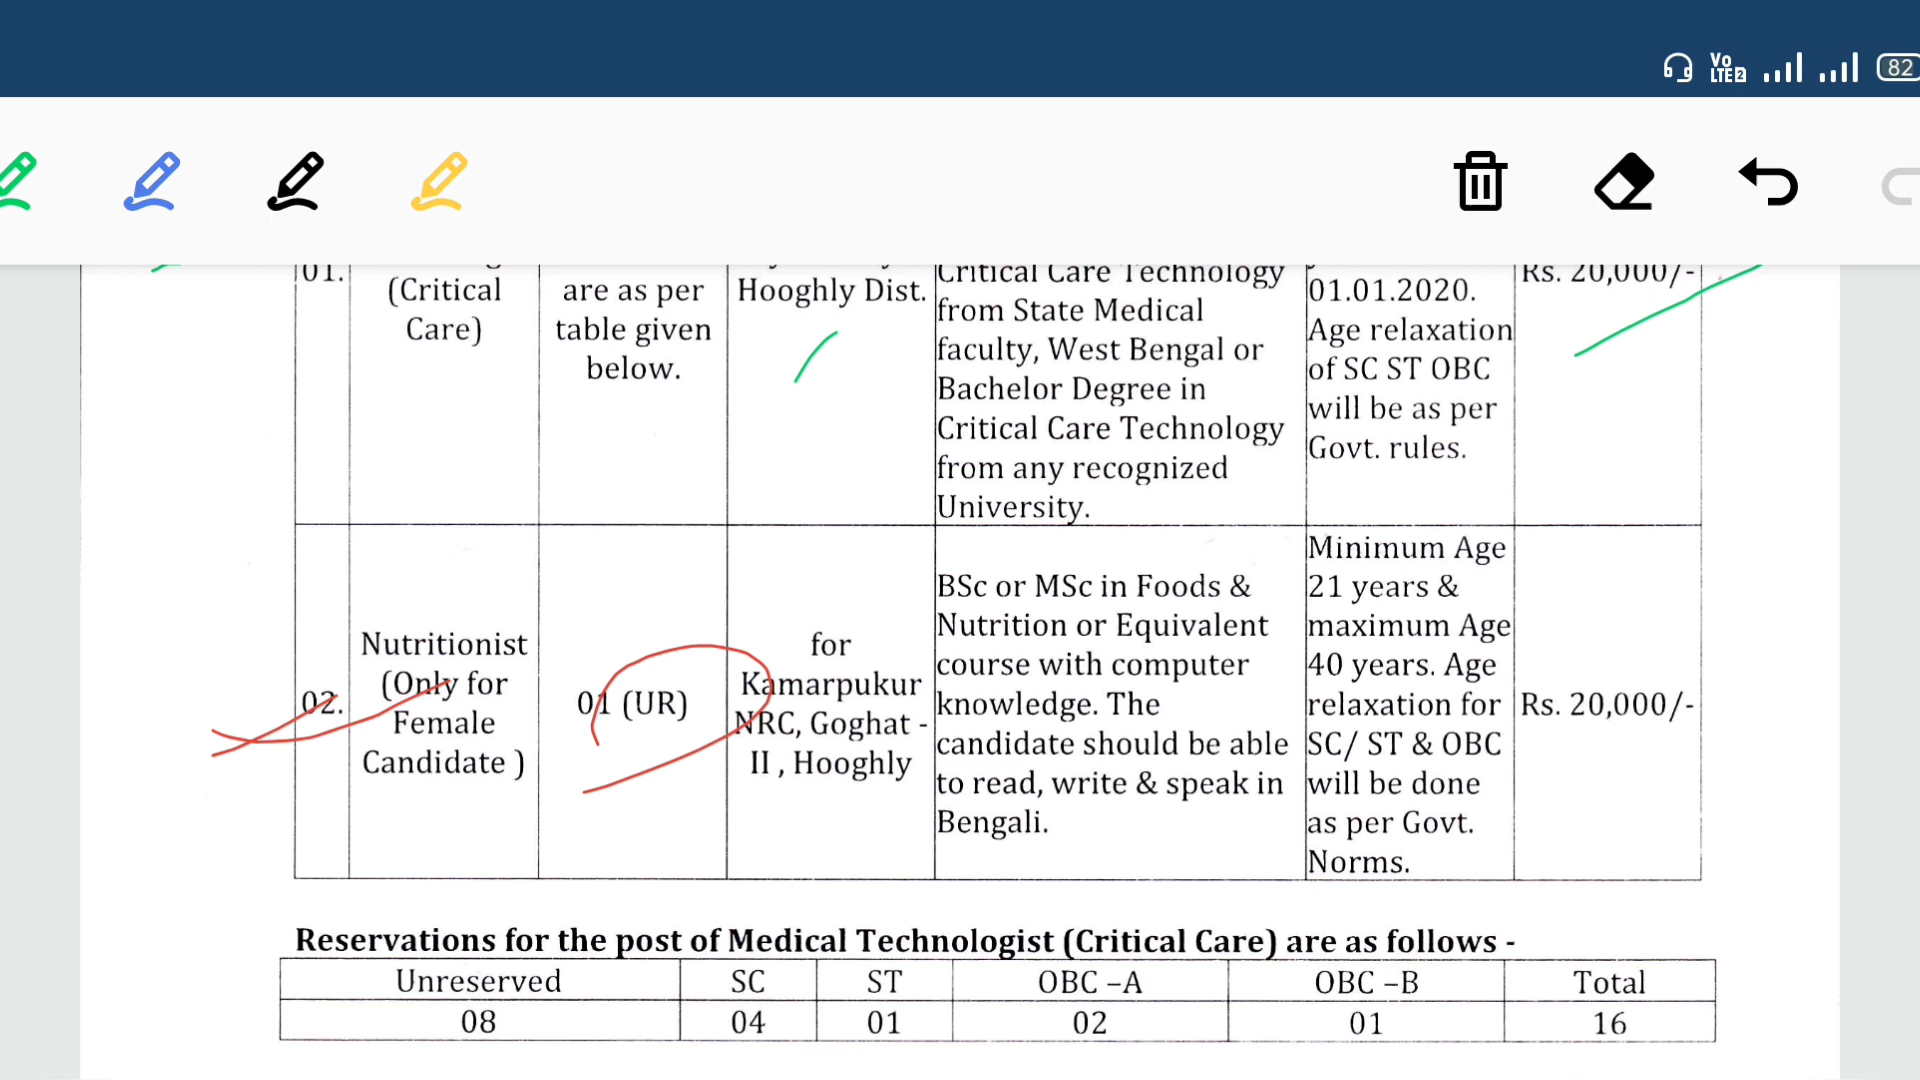 Vo
LTE2
82
01.
(Critical
Care)
are as per
table given
below.
Hooghly Dist.
Critical Care Technology
from State Medical
faculty, West Bengal or
Bachelor Degree in
Critical Care Technology
from any recognized
University.
01.01.2020.
Age relaxation
of SC ST OBC
will be as per
Govt. rules.
Rs. 20,000/-
02.
Nutritionist
(Only for
Female
Candidate )
01 (UR)
for
Kamarpukur
NRC, Goghat -
II , Hooghly
BSc or MSc in Foods &
Nutrition or Equivalent
course with computer
knowledge. The
candidate should be able
to read, write & speak in
Bengali.
Minimum Age
21 years &
maximum Age
40 years. Age
relaxation for
SC/ ST & OBC
will be done
as per Govt.
Norms.
Rs. 20,000/-
Reservations for the post of Medical Technologist (Critical Care) are as follows -
Unreserved SC ST OBC –A OBC –B Total
08 04 01 02 01 16